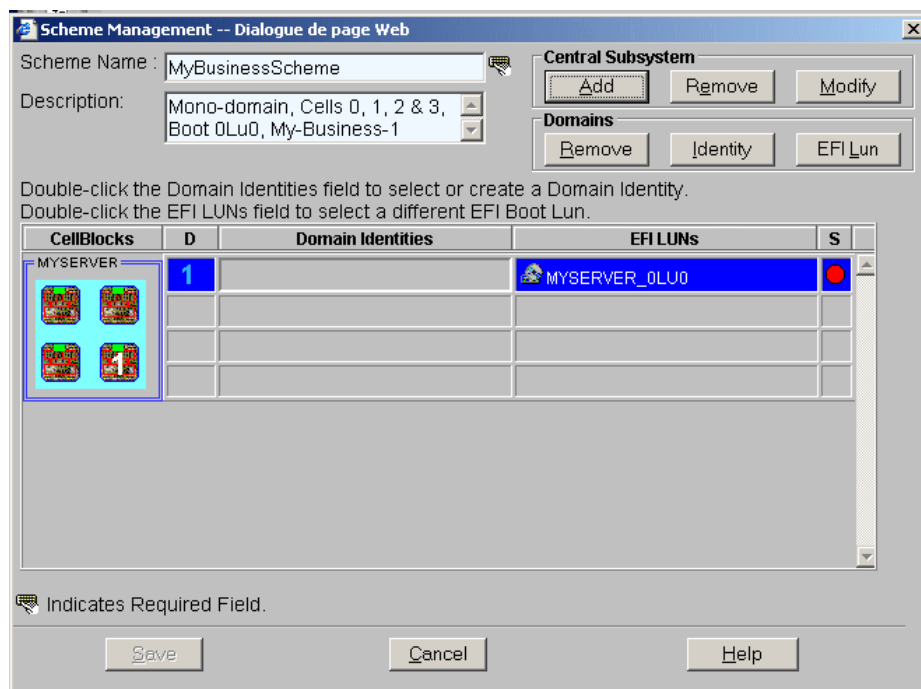 Scheme Management -- Dialogue de page Web
Scheme Name : MyBusinessScheme
Description: Mono-domain, Cells 0, 1, 2 & 3,
Boot 0Lu0, My-Business-1
Central Subsystem
Add Remove Modify
Domains
Remove Identity EFI Lun
Double-click the Domain Identities field to select or create a Domain Identity.
Double-click the EFI LUNs field to select a different EFI Boot Lun.
CellBlocks D Domain Identities EFI LUNs S
MYSERVER
1 MYSERVER_0LU0
1
Indicates Required Field.
Save Cancel Help